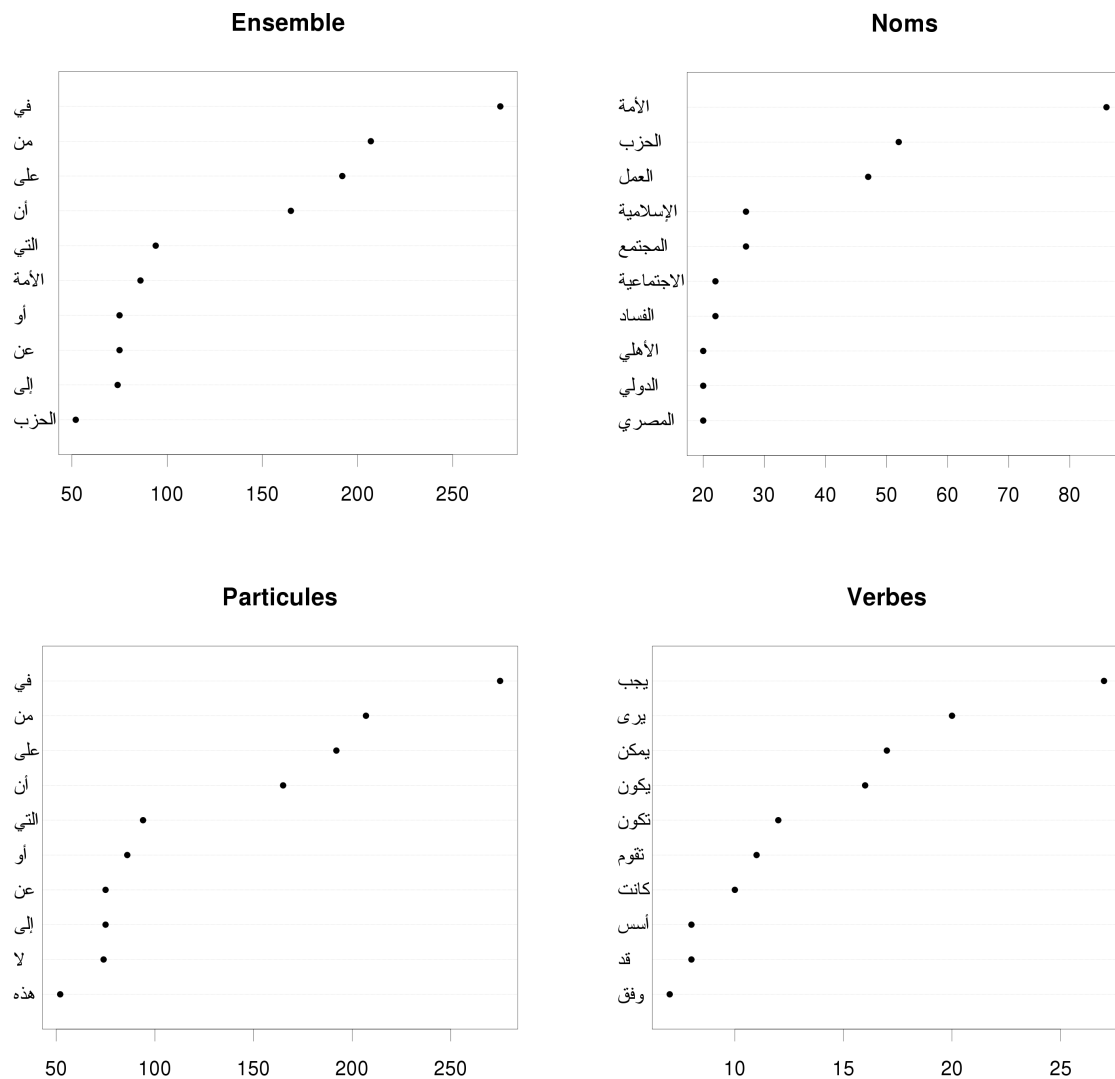 Ensemble
في
من
على
أن
التي
الأمة
أو
عن
إلى
الحزب
50 100 150 200 250
Noms
الأمة
الحزب
العمل
الإسلامية
المجتمع
الاجتماعية
الفساد
الأهلي
الدولي
المصري
20 30 40 50 60 70 80
Particules
في
من
على
أن
التي
أو
عن
إلى
لا
هذه
50 100 150 200 250
Verbes
يجب
يرى
يمكن
يكون
تكون
تقوم
كانت
أسس
قد
وفق
10 15 20 25